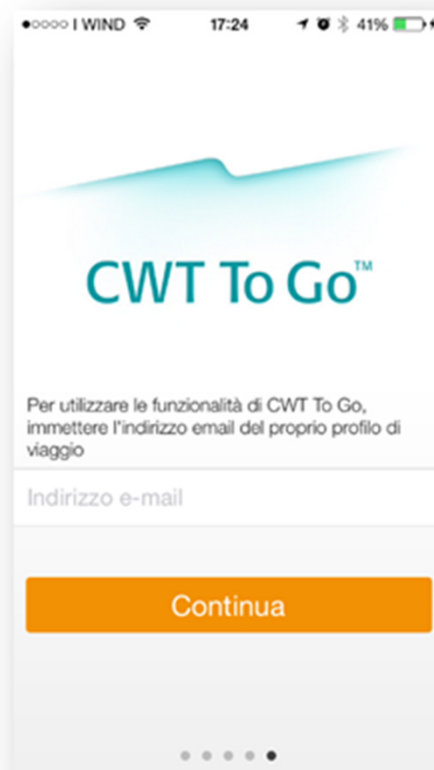 I WIND 17:24 41%
CWT To Go™
Per utilizzare le funzionalità di CWT To Go,
immettere l'indirizzo email del proprio profilo di
viaggio
Indirizzo e-mail
Continua